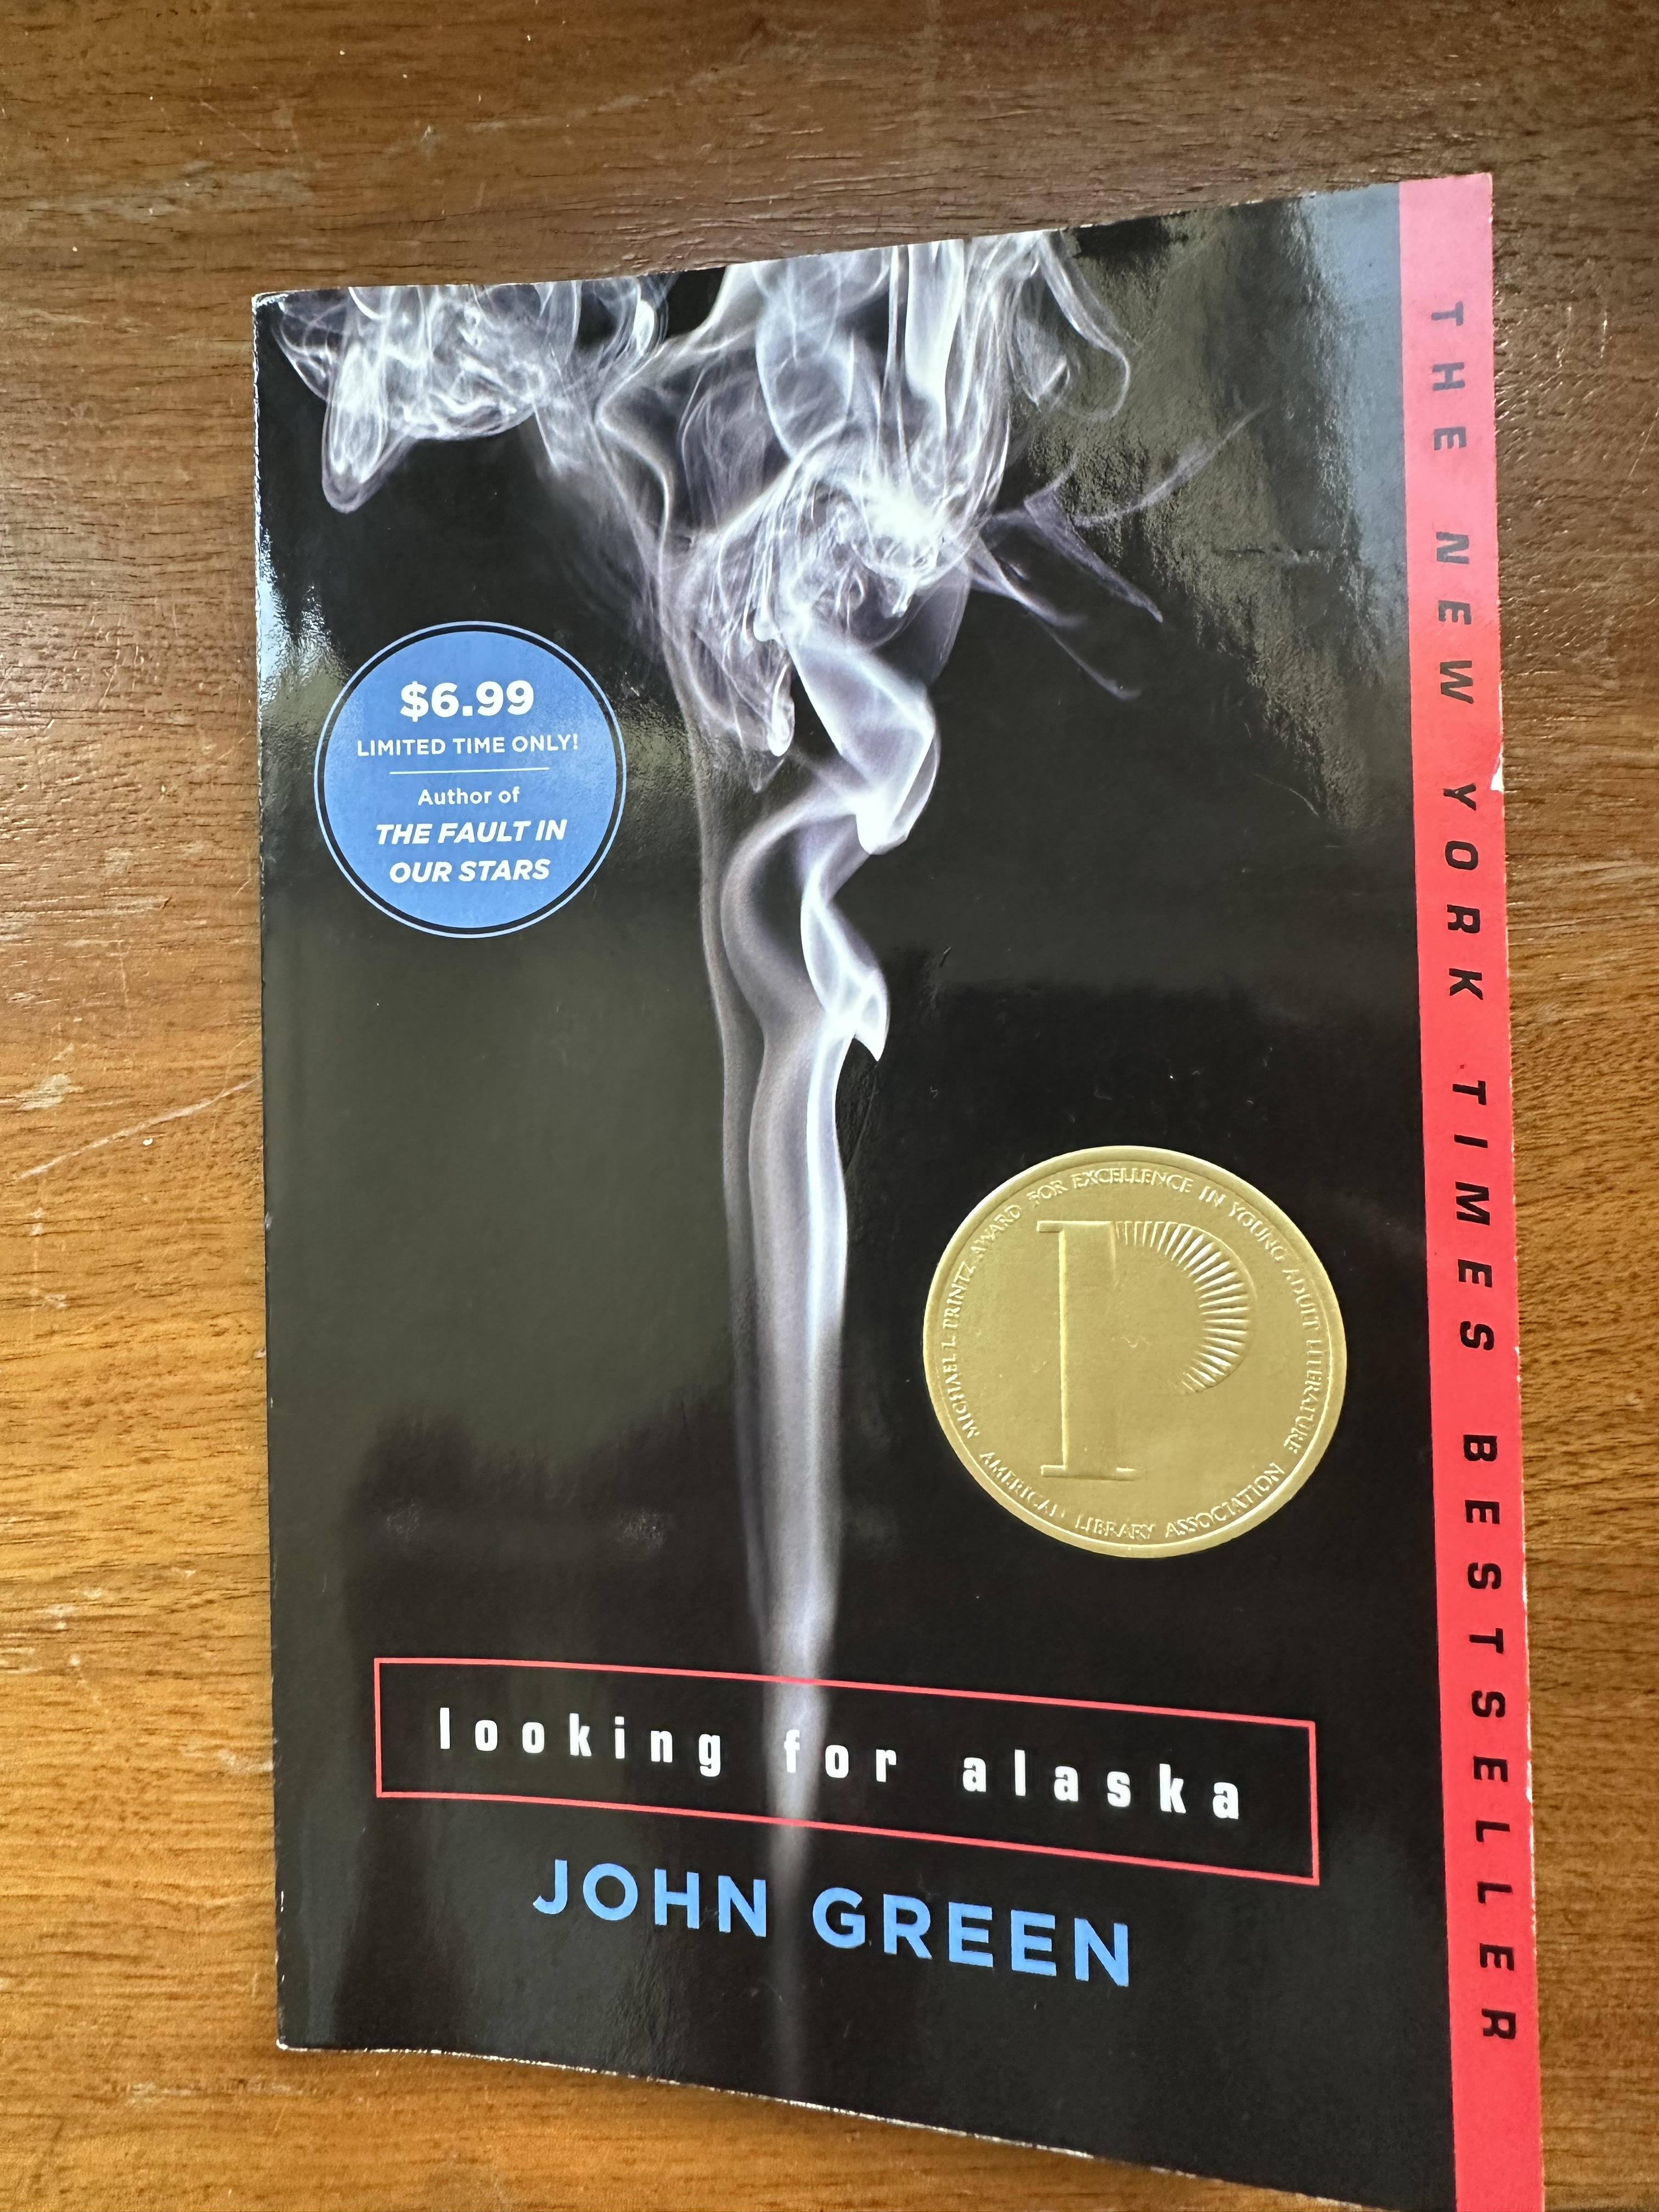 $6.99
LIMITED TIME ONLY!
Author of
THE FAULT IN
OUR STARS
MICHAEL L. PRINTZ AWARD FOR EXCELLENCE IN YOUNG ADULT LITERATURE
AMERICAN LIBRARY ASSOCIATION
P
looking for alaska
JOHN GREEN
THE NEW YORK TIMES BESTSELLER